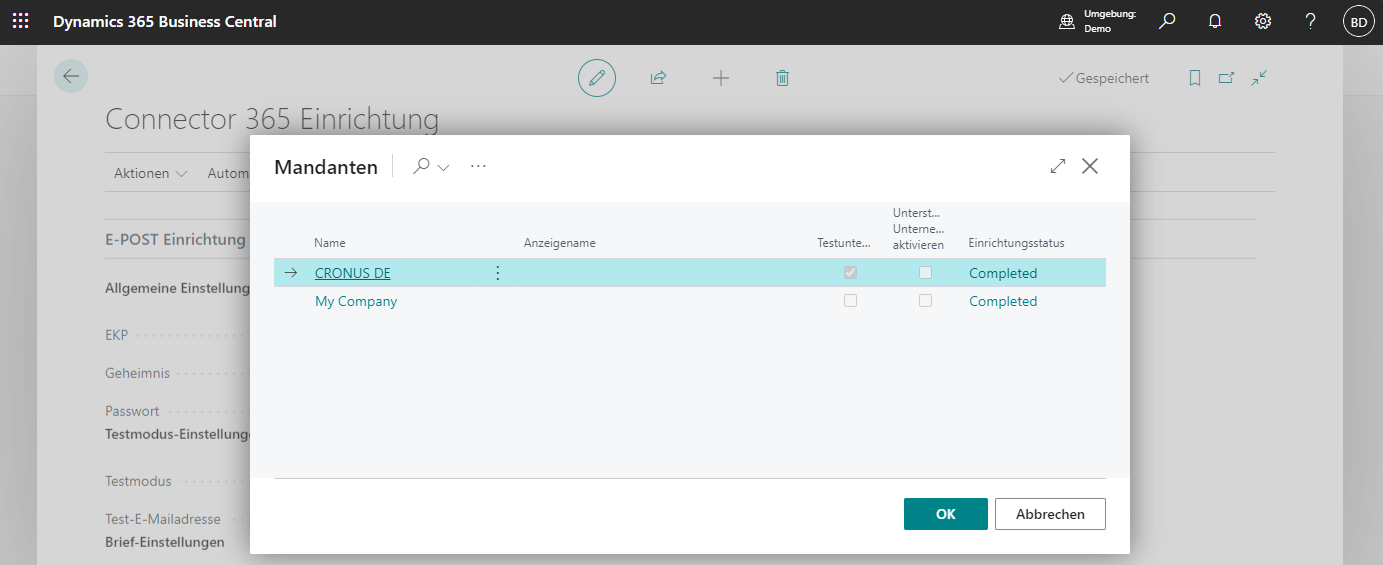 Dynamics 365 Business Central
Umgebung:
Demo
BD
Gespeichert
Connector 365 Einrichtung
Aktionen
Autom
Mandanten
E-POST Einrichtung
Unterst...
Unterne...
aktivieren
Name
Anzeigename
Testunte...
Einrichtungsstatus
CRONUS DE
Completed
My Company
Completed
Allgemeine Einstellung
EKP
Geheimnis
Passwort
Testmodus-Einstellung
Testmodus
Test-E-Mailadresse
Brief-Einstellungen
OK
Abbrechen